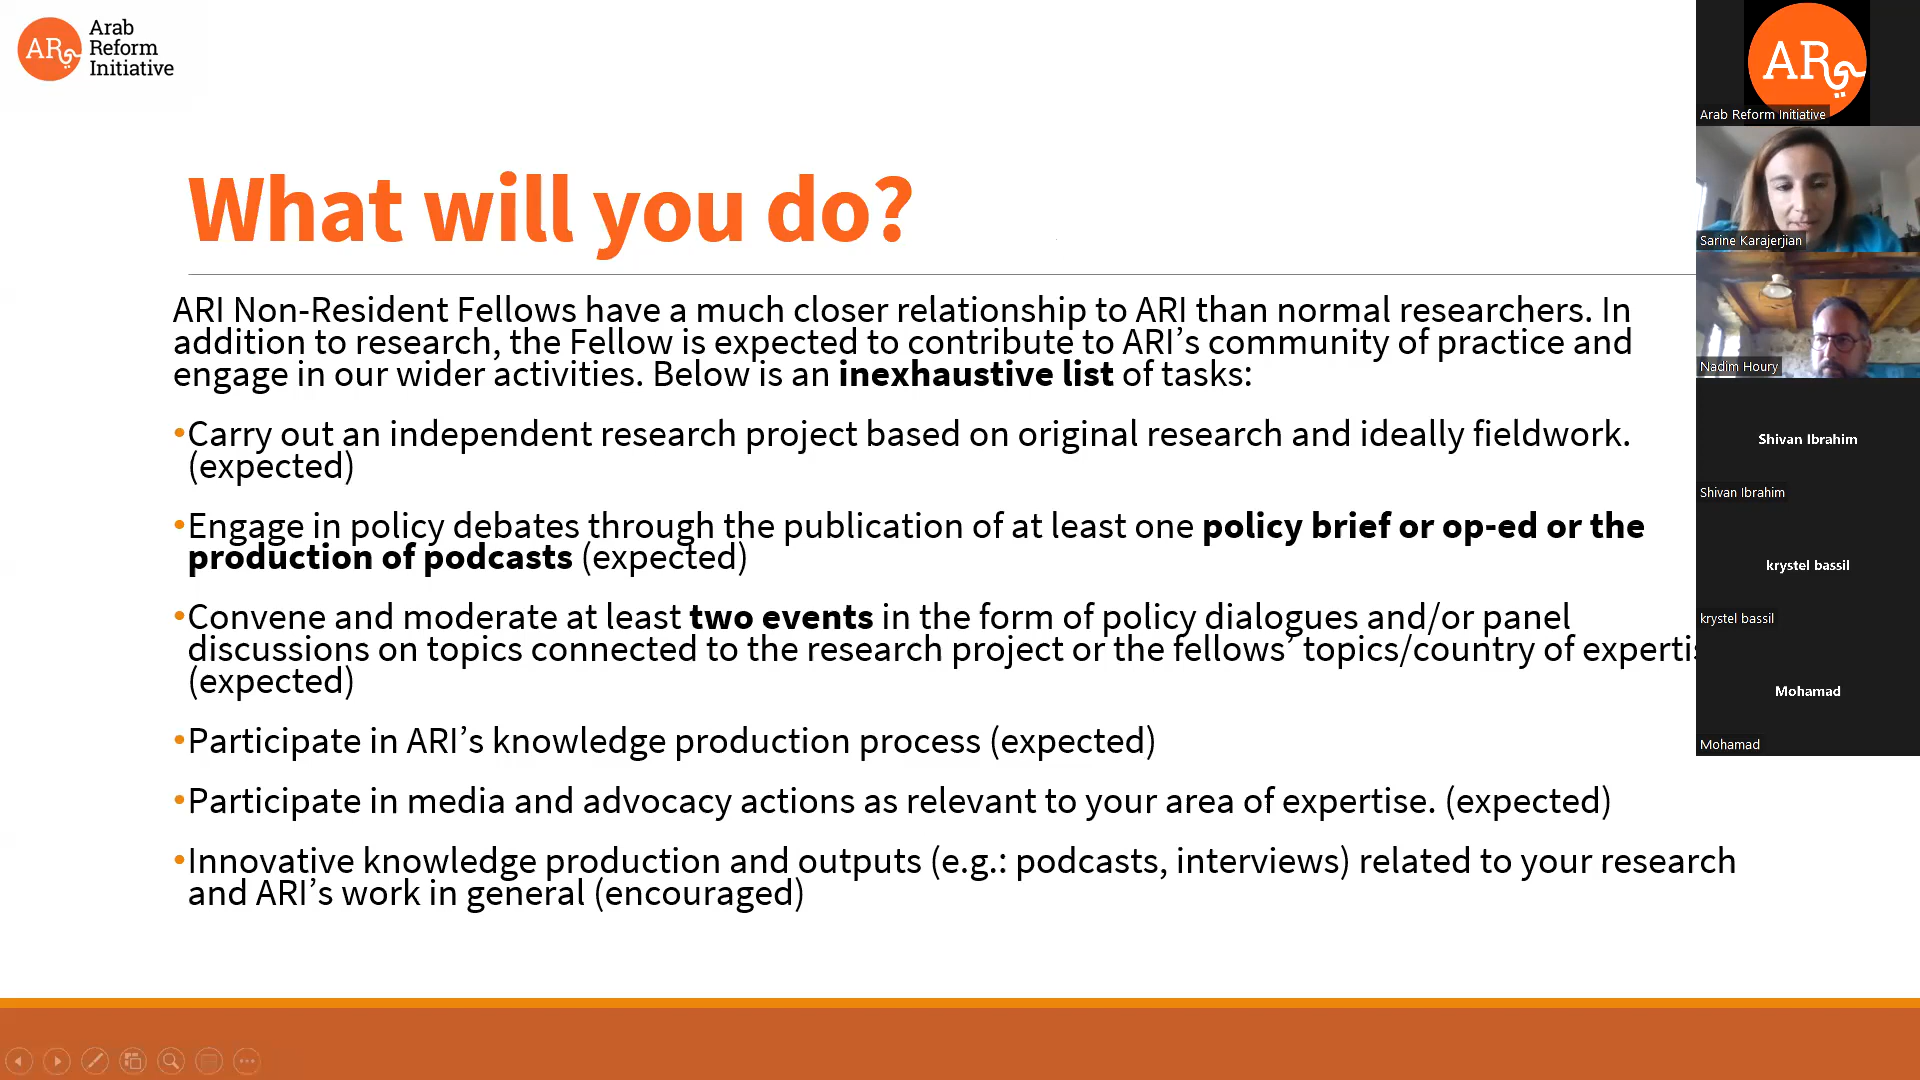 Arab
Reform
Initiative
What will you do?
ARI Non-Resident Fellows have a much closer relationship to ARI than normal researchers. In
addition to research, the Fellow is expected to contribute to ARI’s community of practice and
engage in our wider activities. Below is an inexhaustive list of tasks:
•Carry out an independent research project based on original research and ideally fieldwork.
(expected)
•Engage in policy debates through the publication of at least one policy brief or op-ed or the
production of podcasts (expected)
•Convene and moderate at least two events in the form of policy dialogues and/or panel
discussions on topics connected to the research project or the fellows’ topics/country of expertis
(expected)
•Participate in ARI’s knowledge production process (expected)
•Participate in media and advocacy actions as relevant to your area of expertise. (expected)
•Innovative knowledge production and outputs (e.g.: podcasts, interviews) related to your research
and ARI’s work in general (encouraged)
Arab Reform Initiative
Sarine Karajerjian
Nadim Houry
Shivan Ibrahim
Shivan Ibrahim
krystel bassil
krystel bassil
Mohamad
Mohamad